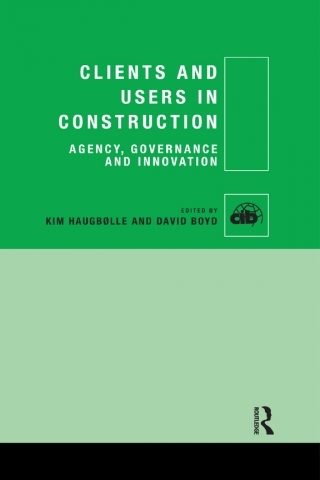 CLIENTS AND
USERS IN
CONSTRUCTION
AGENCY, GOVERNANCE
AND INNOVATION
EDITED BY
KIM HAUGBØLLE AND DAVID BOYD
cib
ROUTLEDGE